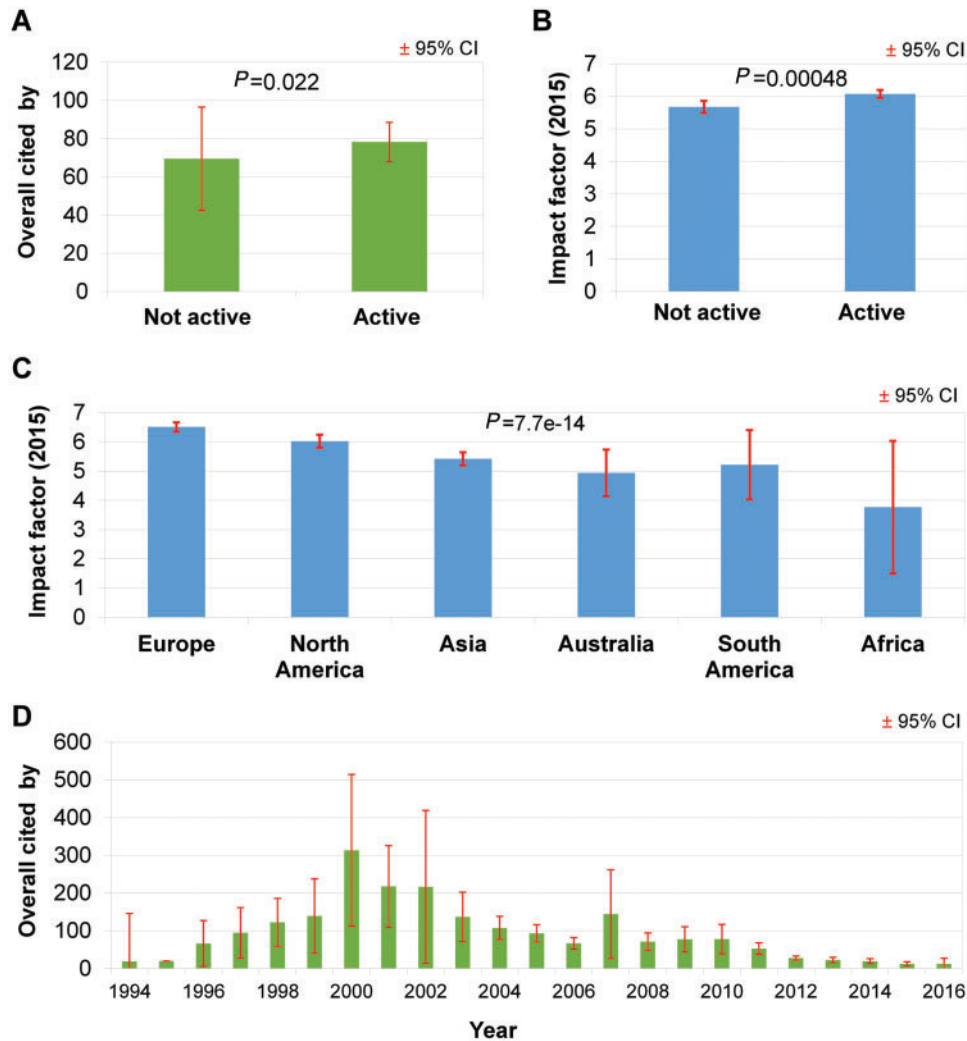 A
± 95% CI
P=0.022
Overall cited by
120
100
80
60
40
20
0
Not active
Active
B
± 95% CI
P=0.00048
Impact factor (2015)
7
6
5
4
3
2
1
0
Not active
Active
C
± 95% CI
P=7.7e-14
Impact factor (2015)
7
6
5
4
3
2
1
0
Europe
North
America
Asia
Australia
South
America
Africa
D
± 95% CI
Overall cited by
600
500
400
300
200
100
0
1994 1996 1998 2000 2002 2004 2006 2008 2010 2012 2014 2016
Year